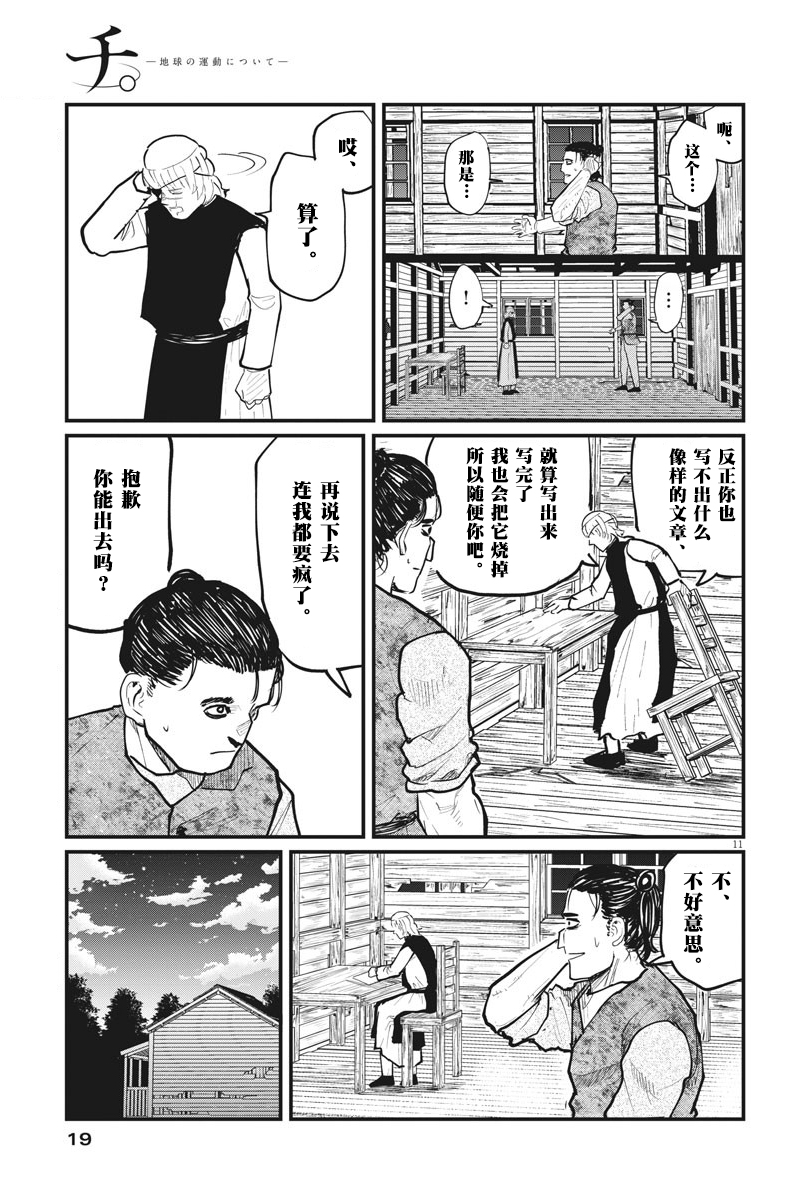 チ。
―地球の運動について―
呃、
这个…
那是…
…
…
！
哎、
算了。
反正你也
写不出什么
像样的文章、
就算写出来
写完了
我也会把它烧掉
所以随便你吧。
再说下去
连我都要疯了。
抱歉
你能出去吗？
11
不、
不好意思。
19